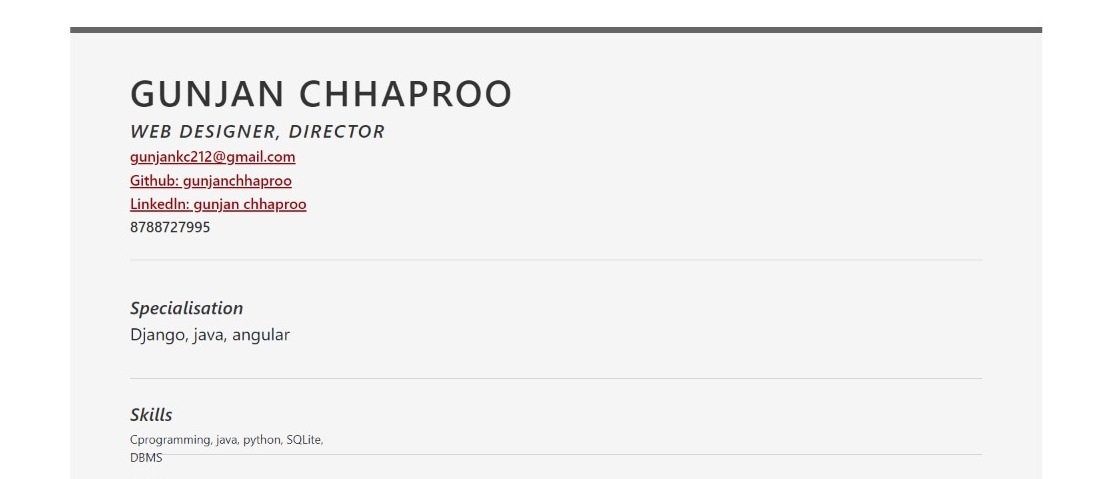 GUNJAN CHHAPROO
WEB DESIGNER, DIRECTOR
gunjankc212@gmail.com
Github: gunjanchhaproo
LinkedIn: gunjan chhaproo
8788727995
Specialisation
Django, java, angular
Skills
Cprogramming, java, python, SQLite,
DBMS